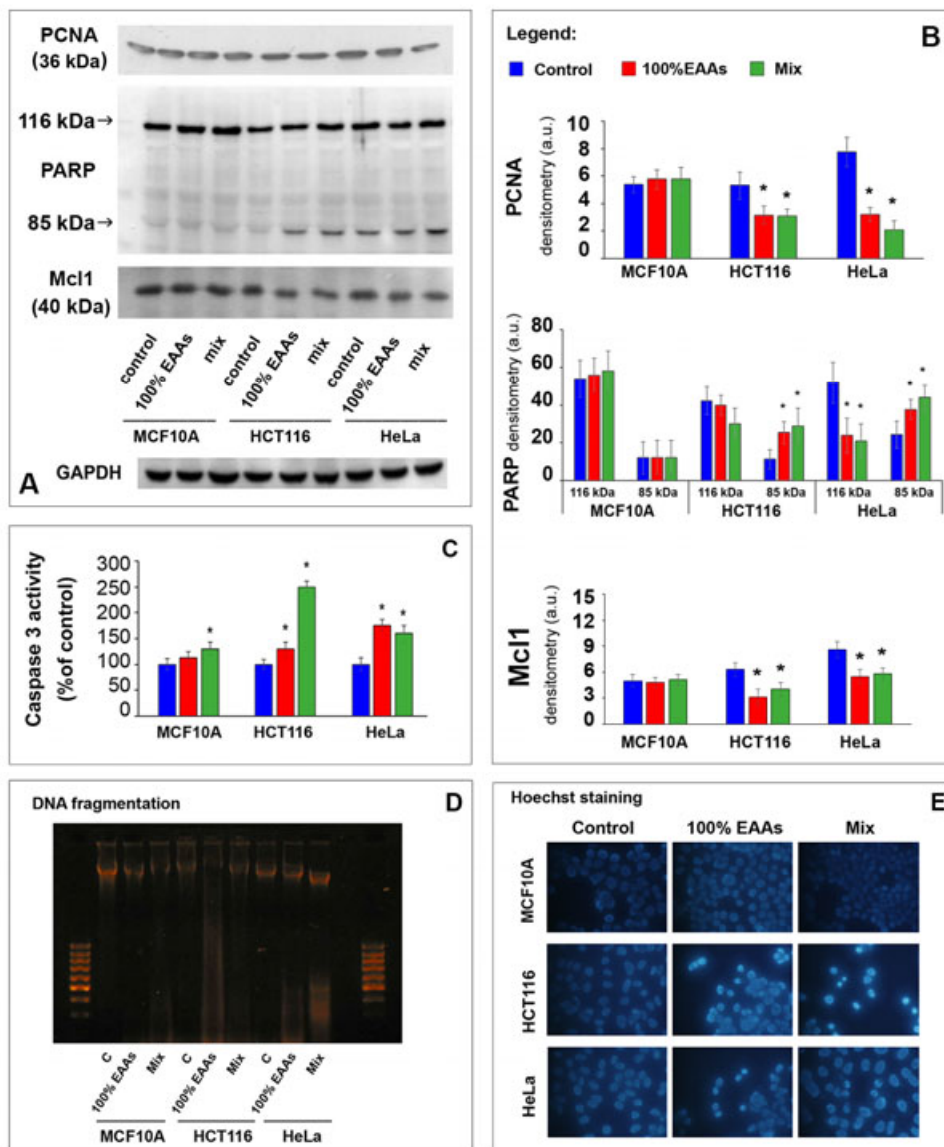 PCNA
(36 kDa)
116 kDa→
PARP
85 kDa→
Mcl1
(40 kDa)
control
100% EAAs
mix
control
100% EAAs
mix
control
100% EAAs
mix
MCF10A HCT116 HeLa
A
GAPDH
B
Legend:
Control 100%EAAs Mix
PCNA
densitometry (a.u.)
10
8
6
4
2
0
* * * *
MCF10A HCT116 HeLa
PARP densitometry (a.u.)
80
60
40
20
0
* * * * * *
116 kDa 85 kDa 116 kDa 85 kDa 116 kDa 85 kDa
MCF10A HCT116 HeLa
Mcl1
densitometry (a.u.)
15
12
9
6
3
0
* * * *
MCF10A HCT116 HeLa
C
Caspase 3 activity
(%of control)
300
250
200
150
100
50
0
* * * * *
MCF10A HCT116 HeLa
DNA fragmentation
D
C
100% EAAs
Mix
C
100% EAAs
Mix
C
100% EAAs
Mix
MCF10A HCT116 HeLa
Hoechst staining
E
Control 100% EAAs Mix
MCF10A
HCT116
HeLa